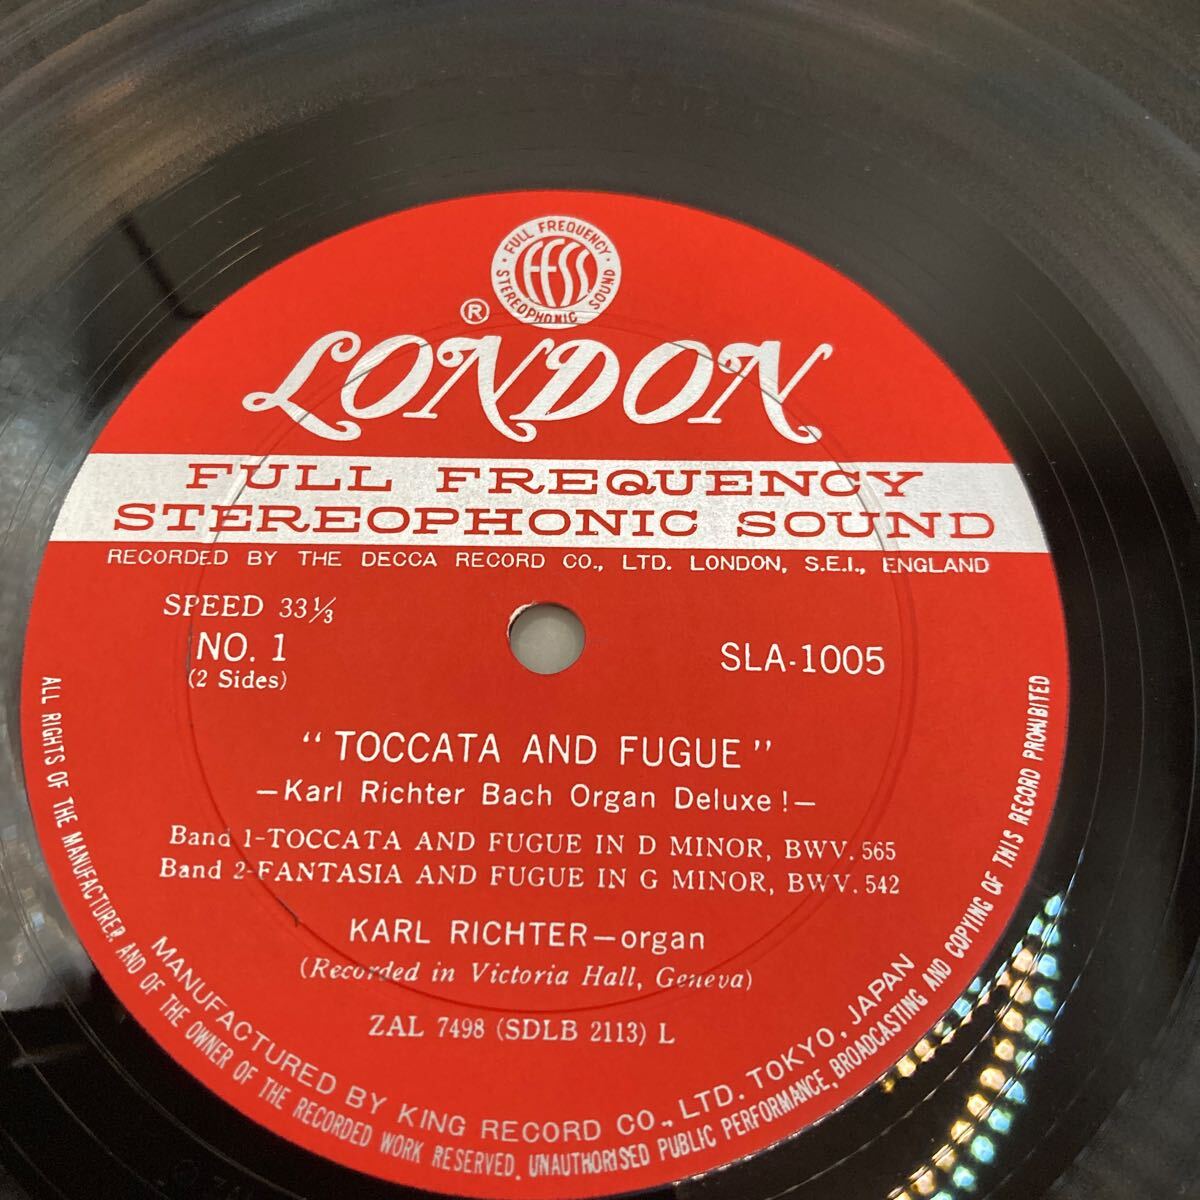 FULL FREQUENCY
FFSS
STEREOPHONIC SOUND
®
LONDON
FULL FREQUENCY
STEREOPHONIC SOUND
RECORDED BY THE DECCA RECORD CO., LTD. LONDON, S.E.I., ENGLAND
SPEED 33⅓
NO. 1
(2 Sides)
SLA-1005
"TOCCATA AND FUGUE"
—Karl Richter Bach Organ Deluxe!—
Band 1-TOCCATA AND FUGUE IN D MINOR, BWV. 565
Band 2-FANTASIA AND FUGUE IN G MINOR, BWV. 542
KARL RICHTER—organ
(Recorded in Victoria Hall, Geneva)
ZAL 7498 (SDLB 2113) L
MANUFACTURED BY KING RECORD CO., LTD. TOKYO, JAPAN
ALL RIGHTS OF THE MANUFACTURER AND OF THE OWNER OF THE RECORDED WORK RESERVED. UNAUTHORISED PUBLIC PERFORMANCE, BROADCASTING AND COPYING OF THIS RECORD PROHIBITED